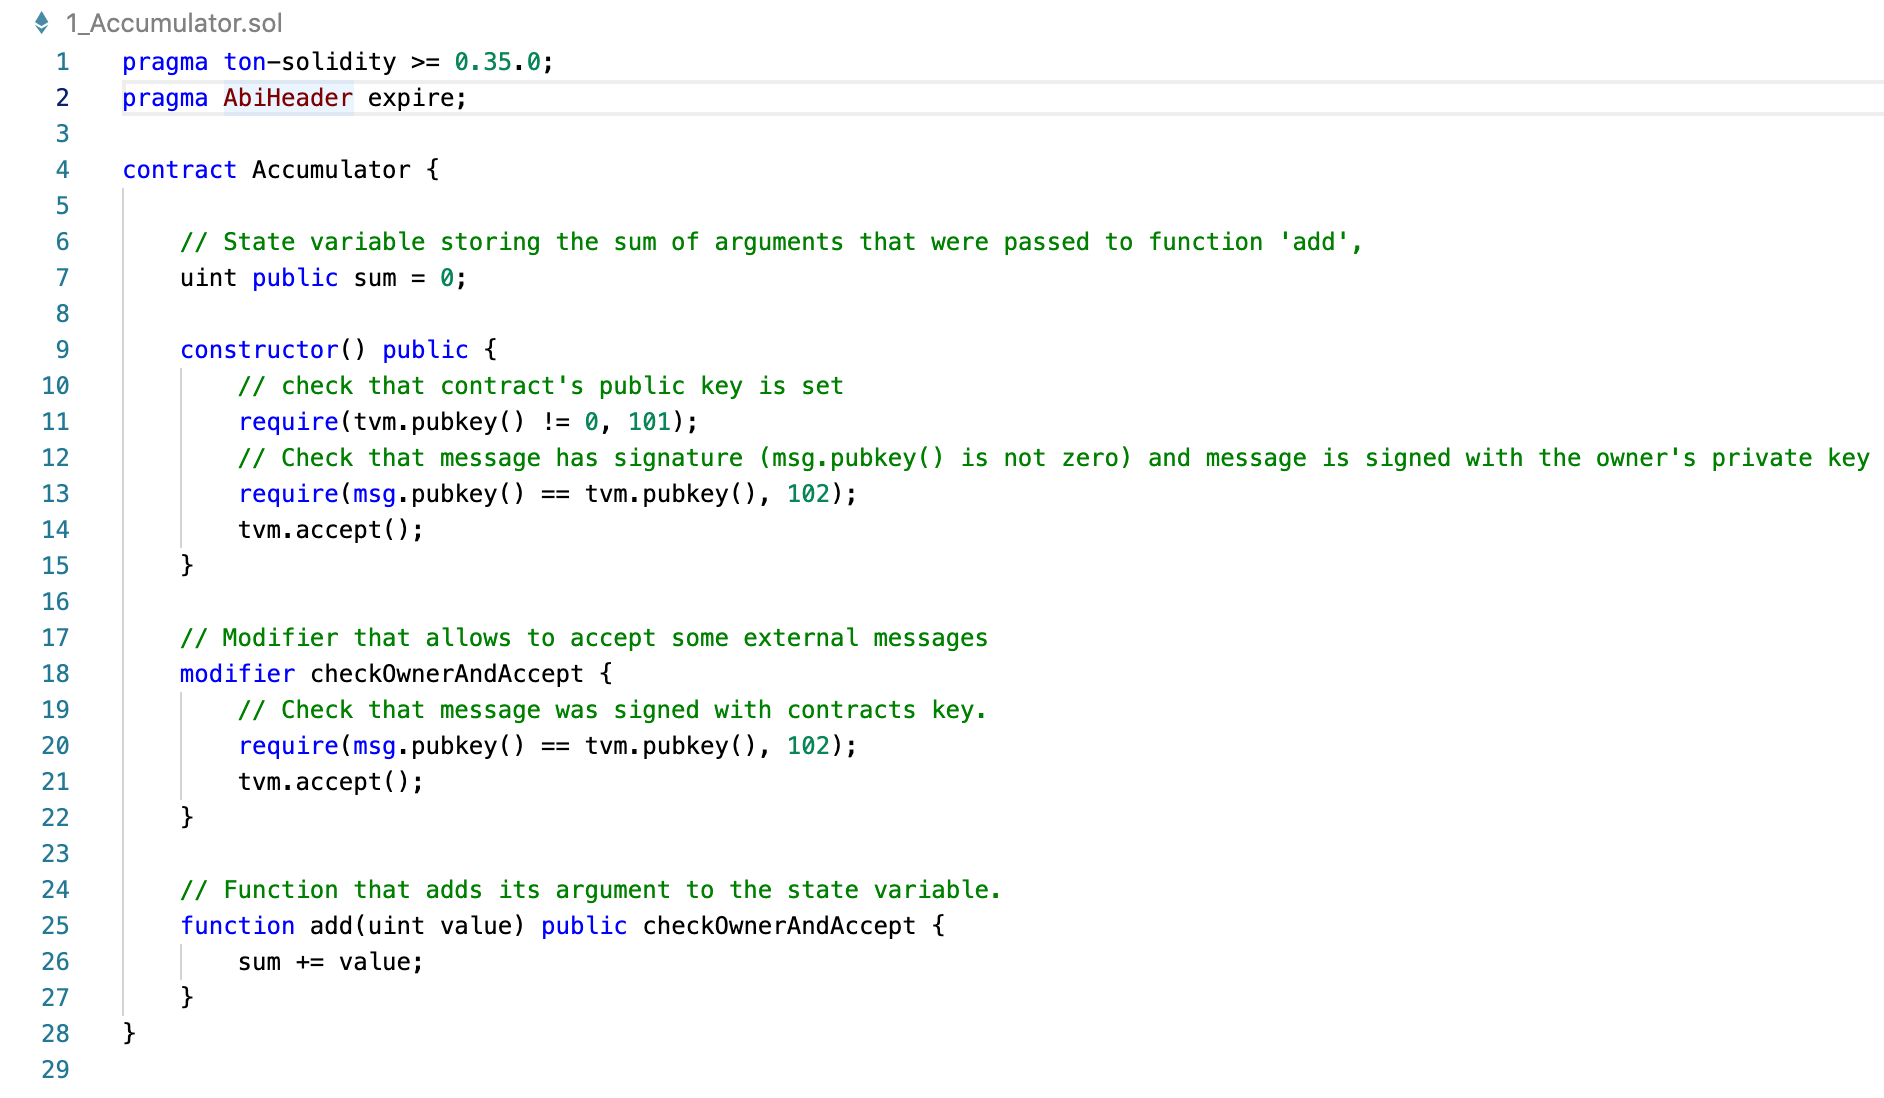 1_Accumulator.sol
1 pragma ton-solidity >= 0.35.0;
2 pragma AbiHeader expire;
3
4 contract Accumulator {
5
6 // State variable storing the sum of arguments that were passed to function 'add',
7 uint public sum = 0;
8
9 constructor() public {
10 // check that contract's public key is set
11 require(tvm.pubkey() != 0, 101);
12 // Check that message has signature (msg.pubkey() is not zero) and message is signed with the owner's private key
13 require(msg.pubkey() == tvm.pubkey(), 102);
14 tvm.accept();
15 }
16
17 // Modifier that allows to accept some external messages
18 modifier checkOwnerAndAccept {
19 // Check that message was signed with contracts key.
20 require(msg.pubkey() == tvm.pubkey(), 102);
21 tvm.accept();
22 }
23
24 // Function that adds its argument to the state variable.
25 function add(uint value) public checkOwnerAndAccept {
26 sum += value;
27 }
28 }
29